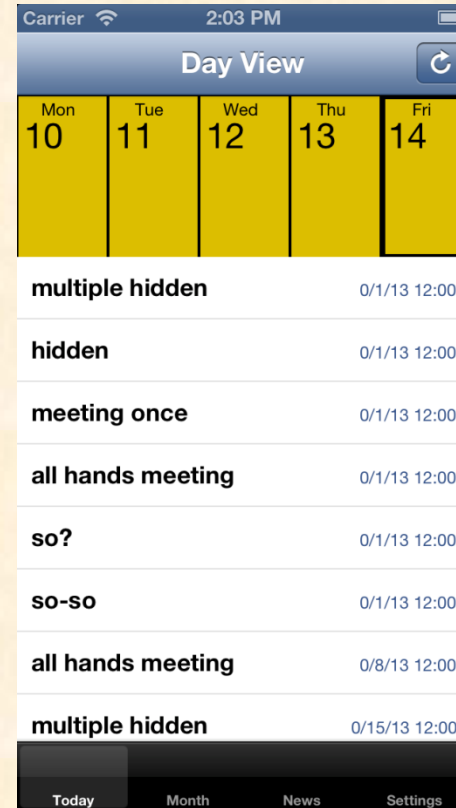 Carrier 2:03 PM
Day View
Mon Tue Wed Thu Fri
10 11 12 13 14
multiple hidden 0/1/13 12:00
hidden 0/1/13 12:00
meeting once 0/1/13 12:00
all hands meeting 0/1/13 12:00
so? 0/1/13 12:00
so-so 0/1/13 12:00
all hands meeting 0/8/13 12:00
multiple hidden 0/15/13 12:00
Today Month News Settings